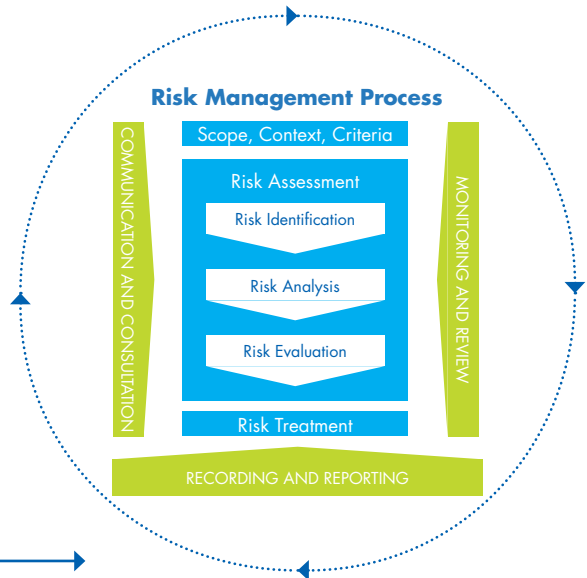 Risk Management Process
Scope, Context, Criteria
COMMUNICATION AND CONSULTATION
Risk Assessment
Risk Identification
Risk Analysis
Risk Evaluation
MONITORING AND REVIEW
Risk Treatment
RECORDING AND REPORTING